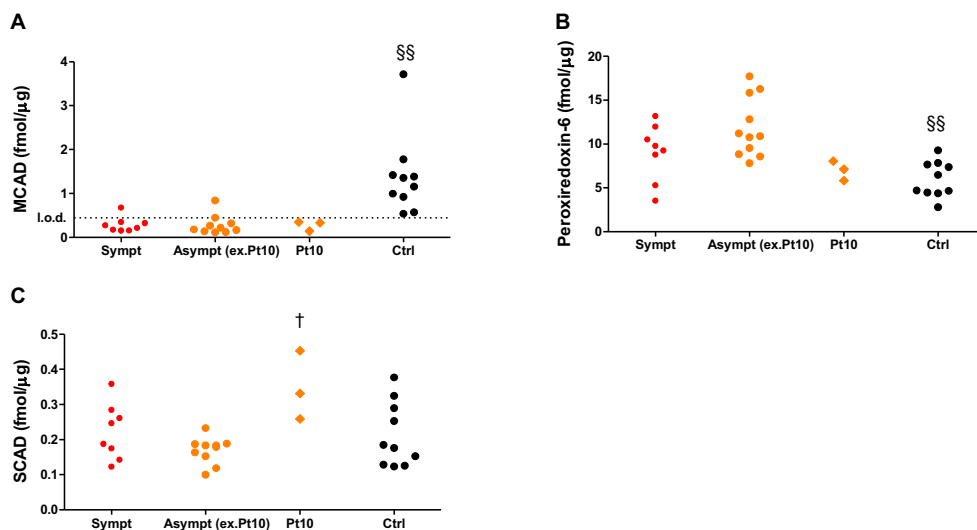 A
MCAD (fmol/µg)
4
3
2
1
0
l.o.d.
§§
Sympt
Asympt (ex.Pt10)
Pt10
Ctrl
B
Peroxiredoxin-6 (fmol/µg)
20
15
10
5
0
§§
Sympt
Asympt (ex.Pt10)
Pt10
Ctrl
C
SCAD (fmol/µg)
0.5
0.4
0.3
0.2
0.1
0.0
†
Sympt
Asympt (ex.Pt10)
Pt10
Ctrl